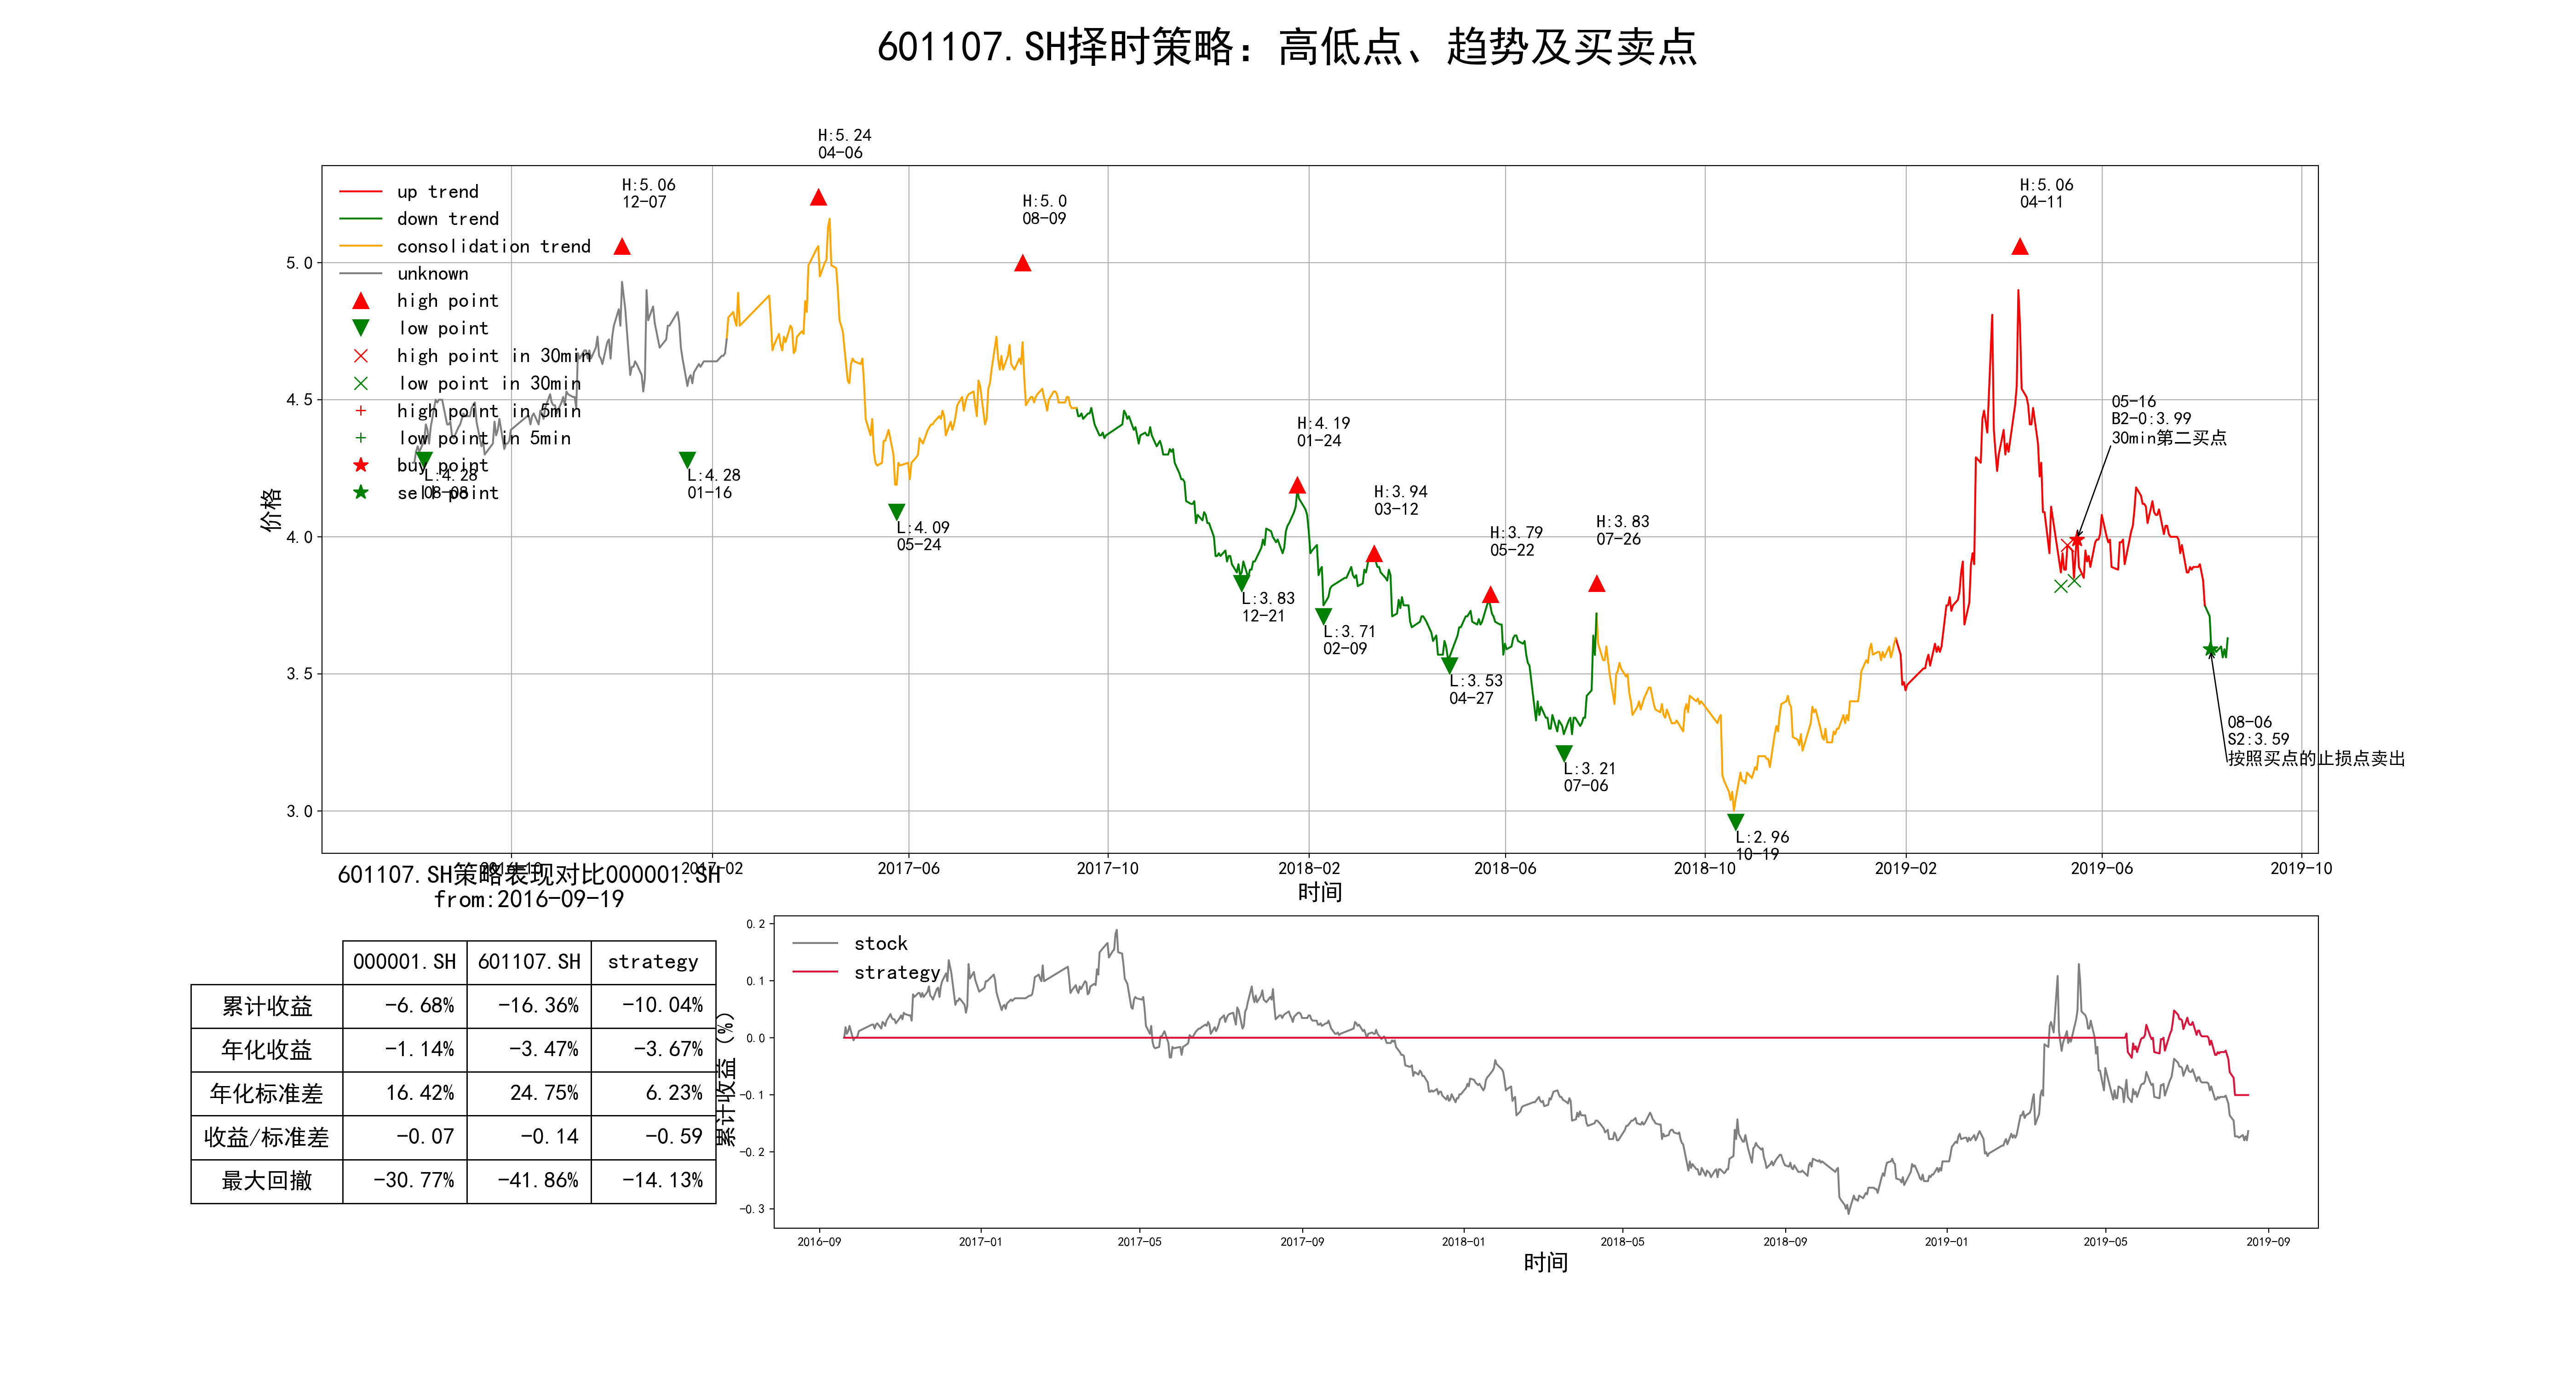 601107.SH择时策略：高低点、趋势及买卖点
H:5.24
04-06
H:5.06
12-07
H:5.0
08-09
H:5.06
04-11
up trend
down trend
consolidation trend
unknown
high point
low point
high point in 30min
low point in 30min
high point in 5min
low point in 5min
buy point
sell point
L:4.28
08-08
L:4.28
01-16
L:4.09
05-24
L:3.83
12-21
H:4.19
01-24
L:3.71
02-09
H:3.94
03-12
L:3.53
04-27
H:3.79
05-22
L:3.21
07-06
H:3.83
07-26
L:2.96
10-19
05-16
B2-0:3.99
30min第二买点
08-06
S2:3.59
按照买点的止损点卖出
价格
5.0
4.5
4.0
3.5
3.0
2016-10
2017-02
2017-06
2017-10
2018-02
2018-06
2018-10
2019-02
2019-06
2019-10
时间
601107.SH策略表现对比000001.SH
from:2016-09-19
000001.SH 601107.SH strategy
累计收益 -6.68% -16.36% -10.04%
年化收益 -1.14% -3.47% -3.67%
年化标准差 16.42% 24.75% 6.23%
收益/标准差 -0.07 -0.14 -0.59
最大回撤 -30.77% -41.86% -14.13%
stock
strategy
累计收益（%）
0.2
0.1
0.0
-0.1
-0.2
-0.3
2016-09
2017-01
2017-05
2017-09
2018-01
2018-05
2018-09
2019-01
2019-05
2019-09
时间